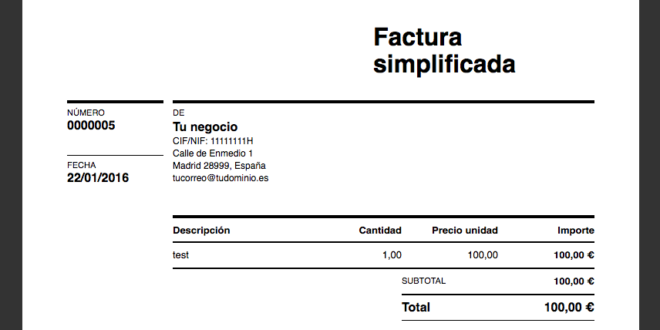 Factura
simplificada
NÚMERO
0000005
FECHA
22/01/2016
DE
Tu negocio
CIF/NIF: 11111111H
Calle de Enmedio 1
Madrid 28999, España
tucorreo@tudominio.es
Descripción Cantidad Precio unidad Importe
test 1,00 100,00 100,00 €
SUBTOTAL 100,00 €
Total 100,00 €